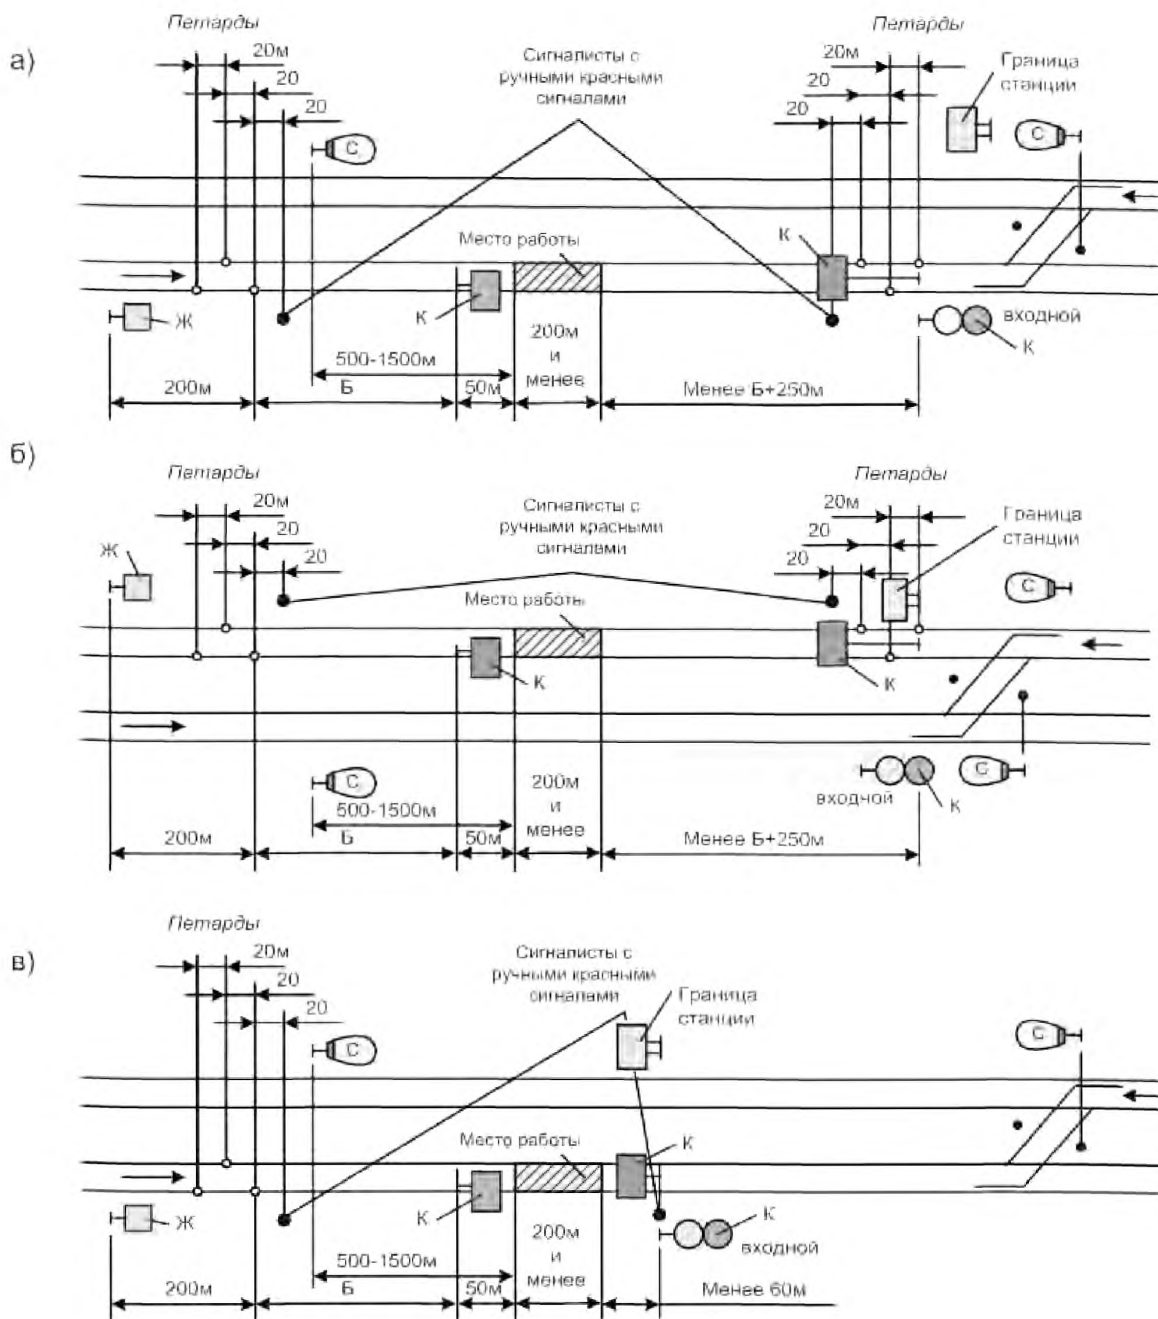 а)
Петарды
Петарды
20м
20
20
Сигналисты с
ручными красными
сигналами
20м
20
20
Граница
станции
С
С
Место работы
К
К
Ж
входной
К
500-1500м
200м
и
менее
200м
Б
50м
Менее Б+250м
б)
Петарды
Петарды
20м
20
20
Сигналисты с
ручными красными
сигналами
20м
20
20
Граница
станции
Ж
С
Место работы
К
К
С
входной
К
С
500-1500м
200м
и
менее
200м
Б
50м
Менее Б+250м
в)
Петарды
20м
20
20
Сигналисты с
ручными красными
сигналами
Граница
станции
С
С
Место работы
К
К
Ж
К
входной
500-1500м
200м
и
менее
200м
Б
50м
Менее 60м